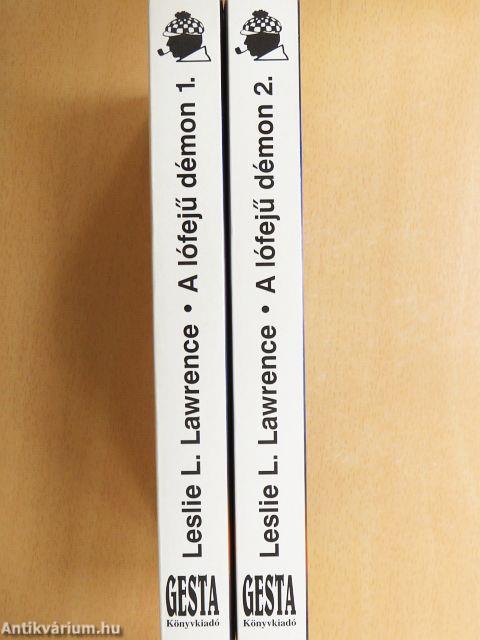 Leslie L. Lawrence • A lófejű démon 1.
GESTA
Könyvkiadó
Leslie L. Lawrence • A lófejű démon 2.
GESTA
Könyvkiadó
Antikvárium.hu